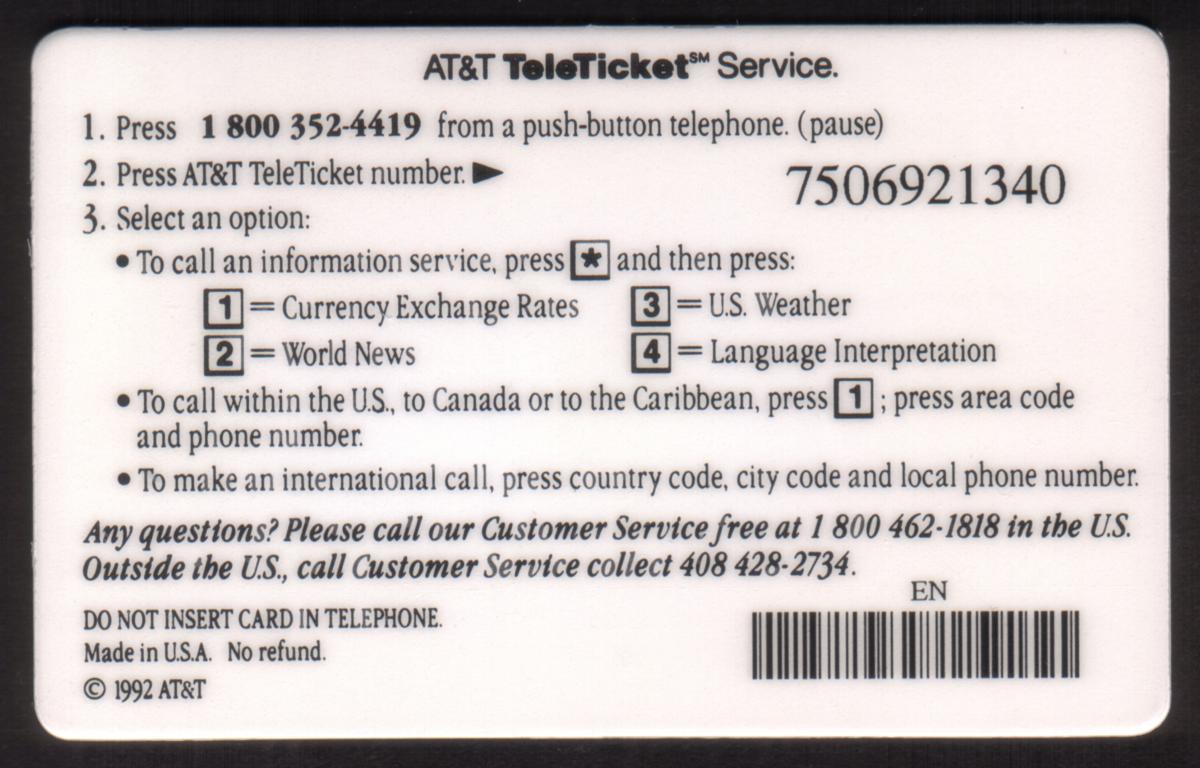 AT&T TeleTicket℠ Service.
1. Press 1 800 352-4419 from a push-button telephone. (pause)
2. Press AT&T TeleTicket number. ▶
7506921340
3. Select an option:
• To call an information service, press * and then press:
1 = Currency Exchange Rates 3 = U.S. Weather
2 = World News 4 = Language Interpretation
• To call within the U.S., to Canada or to the Caribbean, press 1 ; press area code
and phone number.
• To make an international call, press country code, city code and local phone number.
Any questions? Please call our Customer Service free at 1 800 462-1818 in the U.S.
Outside the U.S., call Customer Service collect 408 428-2734.
EN
DO NOT INSERT CARD IN TELEPHONE.
Made in U.S.A. No refund.
© 1992 AT&T